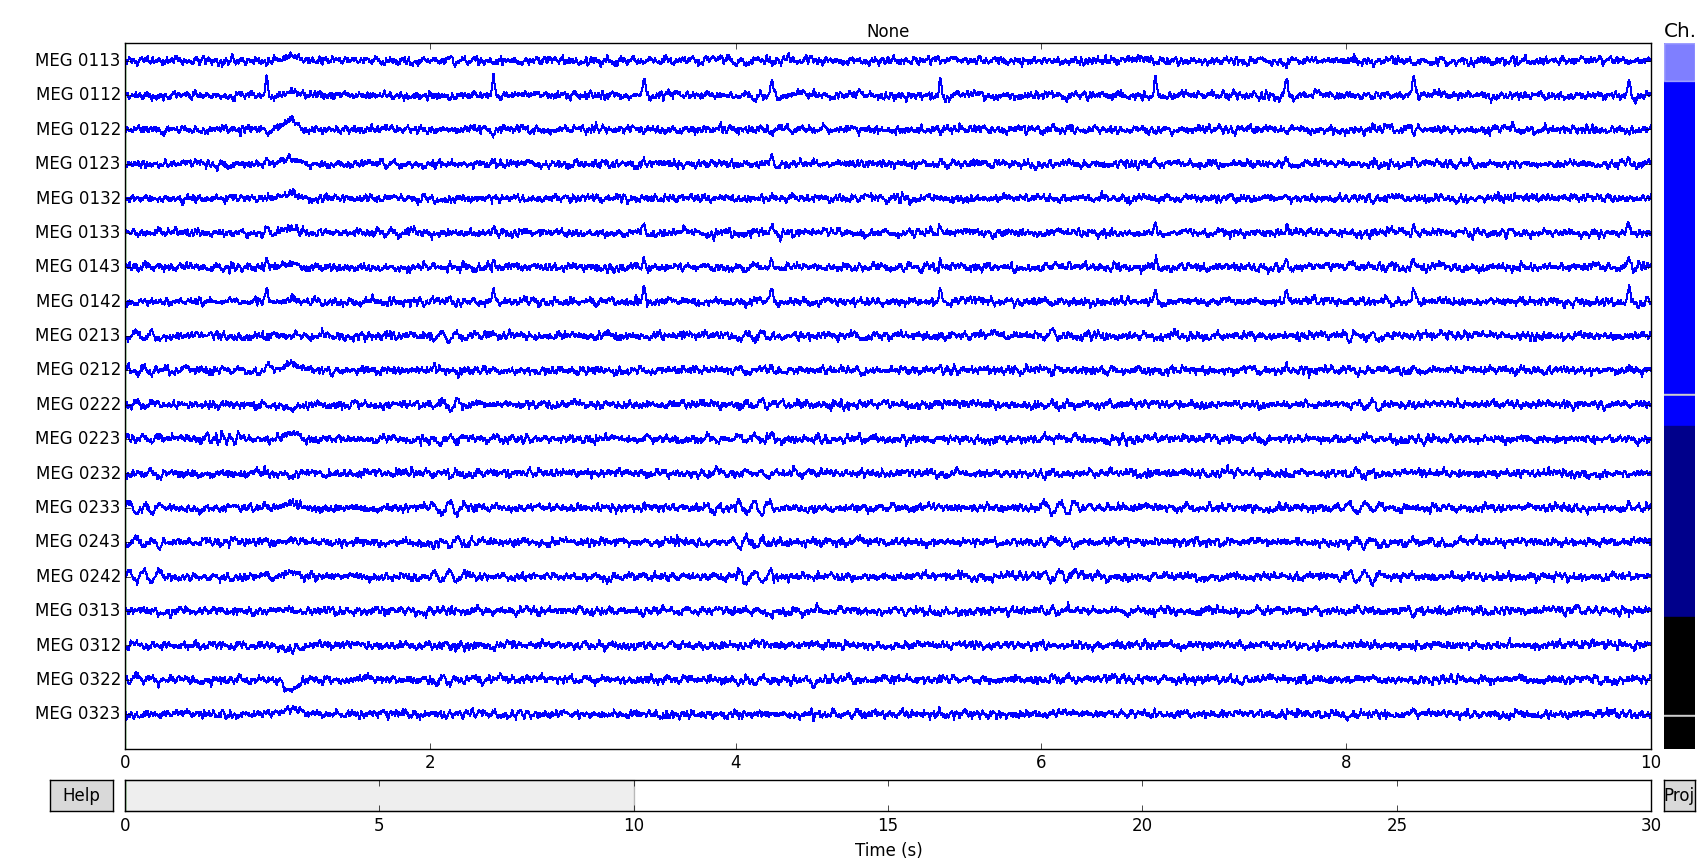 None
Ch.
MEG 0113
MEG 0112
MEG 0122
MEG 0123
MEG 0132
MEG 0133
MEG 0143
MEG 0142
MEG 0213
MEG 0212
MEG 0222
MEG 0223
MEG 0232
MEG 0233
MEG 0243
MEG 0242
MEG 0313
MEG 0312
MEG 0322
MEG 0323
0 2 4 6 8 10
Help
Proj
0 5 10 15 20 25 30
Time (s)